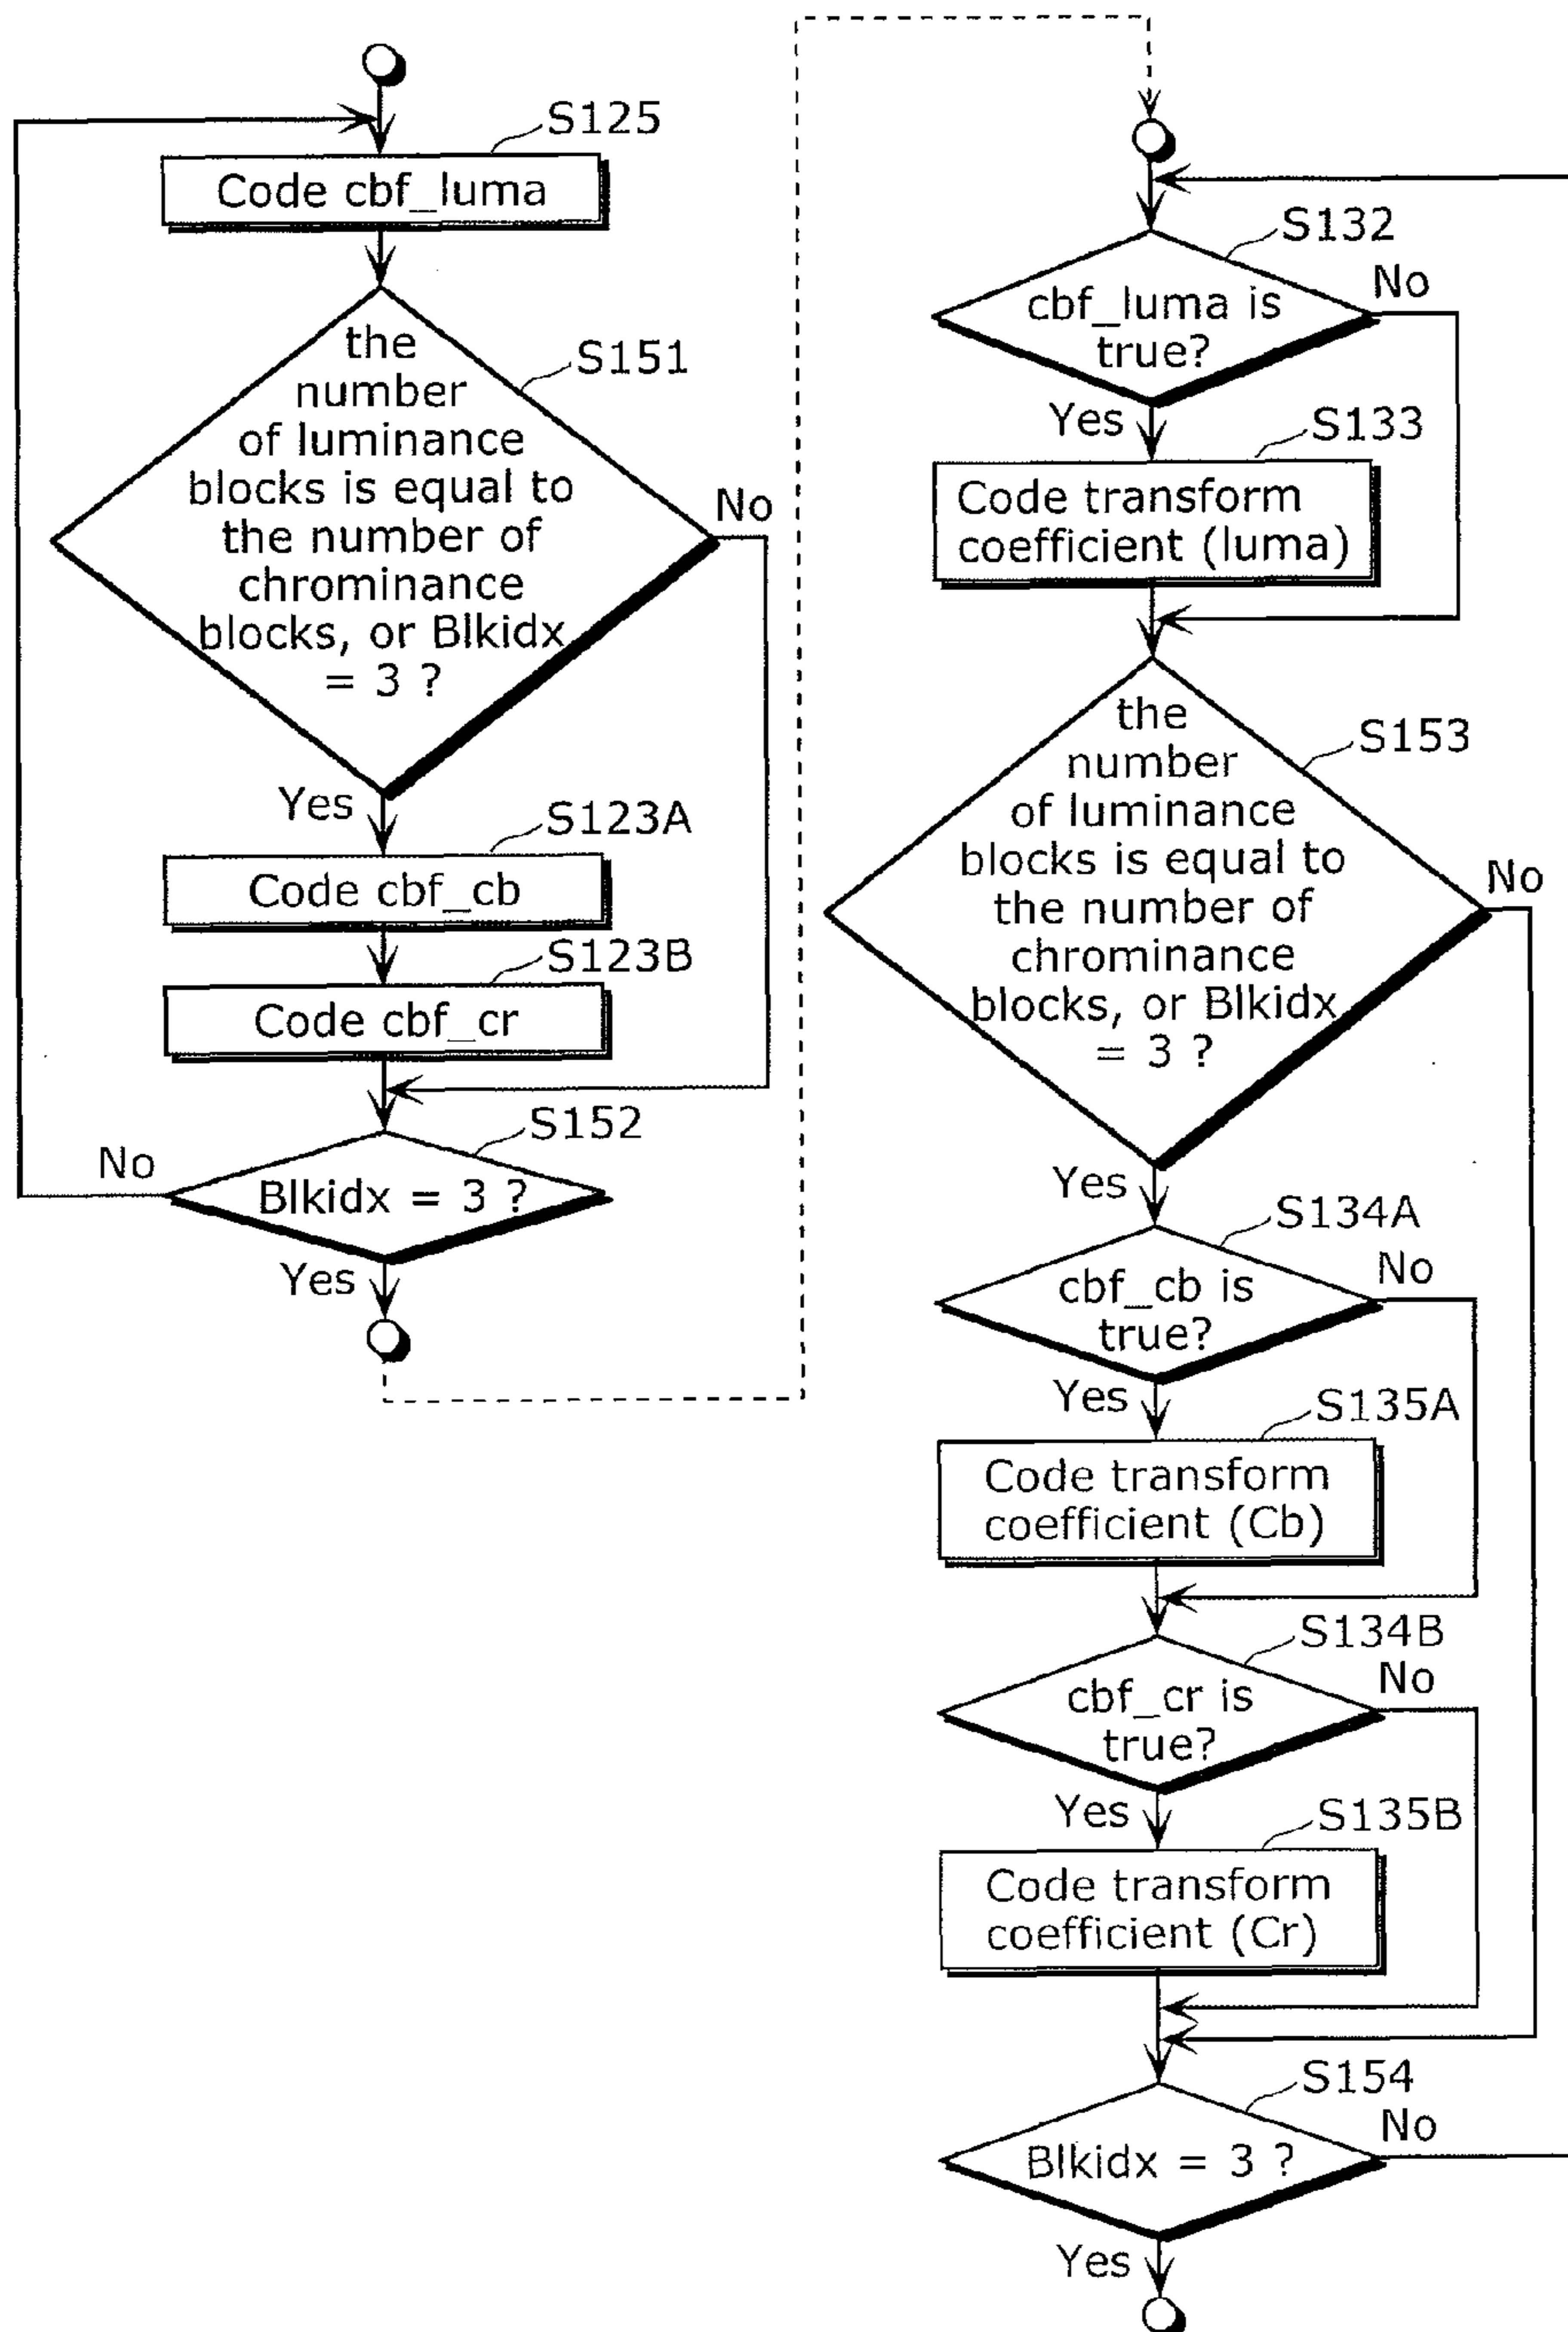 S125
Code cbf_luma
the
number
of luminance
blocks is equal to
the number of
chrominance
blocks, or Blkidx
= 3 ?
S151
No
Yes
S123A
Code cbf_cb
S123B
Code cbf_cr
S152
No
Blkidx = 3 ?
Yes
S132
No
cbf_luma is
true?
Yes
S133
Code transform
coefficient (luma)
the
number
of luminance
blocks is equal to
the number of
chrominance
blocks, or Blkidx
= 3 ?
S153
No
Yes
S134A
No
cbf_cb is
true?
Yes
S135A
Code transform
coefficient (Cb)
S134B
No
cbf_cr is
true?
Yes
S135B
Code transform
coefficient (Cr)
S154
No
Blkidx = 3 ?
Yes